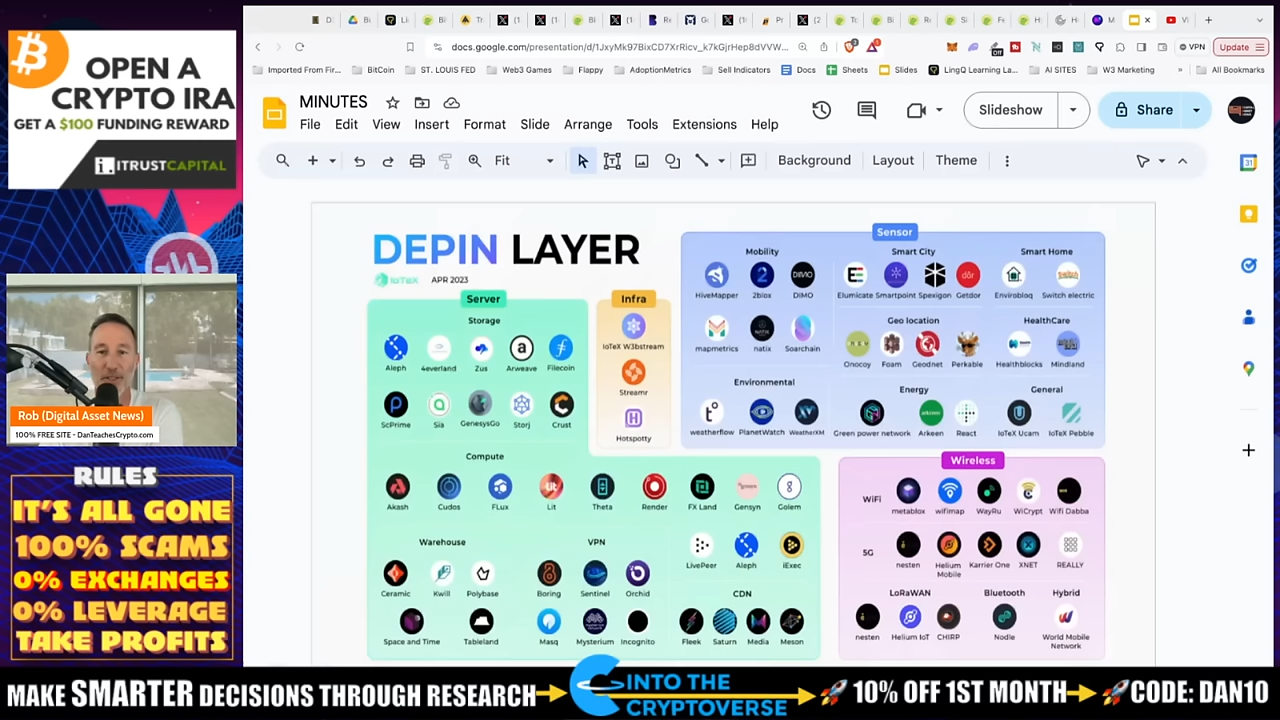 OPEN A
CRYPTO IRA
GET A $100 FUNDING REWARD
i. iTRUSTCAPITAL
Rob (Digital Asset News)
100% FREE SITE - DanTeachesCrypto.com
RULES
IT'S ALL GONE
100% SCAMS
0% EXCHANGES
0% LEVERAGE
TAKE PROFITS
docs.google.com/presentation/d/1JxyMk97BixCD7XrRicv_k7kGjrHep8dVVW...
VPN
Update
Imported From Fir...
BitCoin
ST. LOUIS FED
Web3 Games
Flappy
AdoptionMetrics
Sell Indicators
Docs
Sheets
Slides
LingQ Learning La...
AI SITES
W3 Marketing
All Bookmarks
MINUTES
File Edit View Insert Format Slide Arrange Tools Extensions Help
Slideshow
Share
Fit
Background
Layout
Theme
DEPIN LAYER
IoTeX
APR 2023
Server
Storage
Aleph 4everland Zus Arweave Filecoin
ScPrime Sia GenesysGo Storj Crust
Infra
IoTeX W3bstream
Streamr
Hotspotty
Sensor
Mobility
HiveMapper 2blox DIMO
mapmetrics natix Soarchain
Smart City
Elumicate Smartpoint Spexigon Getdor
Smart Home
Envirobloq Switch electric
Geo location
Onocoy Foam Geodnet Perkable
HealthCare
Healthblocks Mindland
Environmental
weatherflow PlanetWatch WeatherXM
Energy
Green power network Arkeen React
General
IoTeX Ucam IoTeX Pebble
Compute
Akash Cudos FLux Lit Theta Render FX Land Gensyn Golem
LivePeer Aleph iExec
Warehouse
Ceramic Kwill Polybase
Space and Time Tableland
VPN
Boring Sentinel Orchid
Masq Mysterium Incognito
CDN
Fleek Saturn Media Meson
Wireless
WiFi
metablox wifimap WayRu WiCrypt Wifi Dabba
5G
nesten Helium Mobile Karrier One XNET REALLY
LoRaWAN
nesten Helium IoT CHIRP
Bluetooth
Nodle
Hybrid
World Mobile Network
MAKE SMARTER DECISIONS THROUGH RESEARCH
INTO THE
CRYPTOVERSE
10% OFF 1ST MONTH
CODE: DAN10